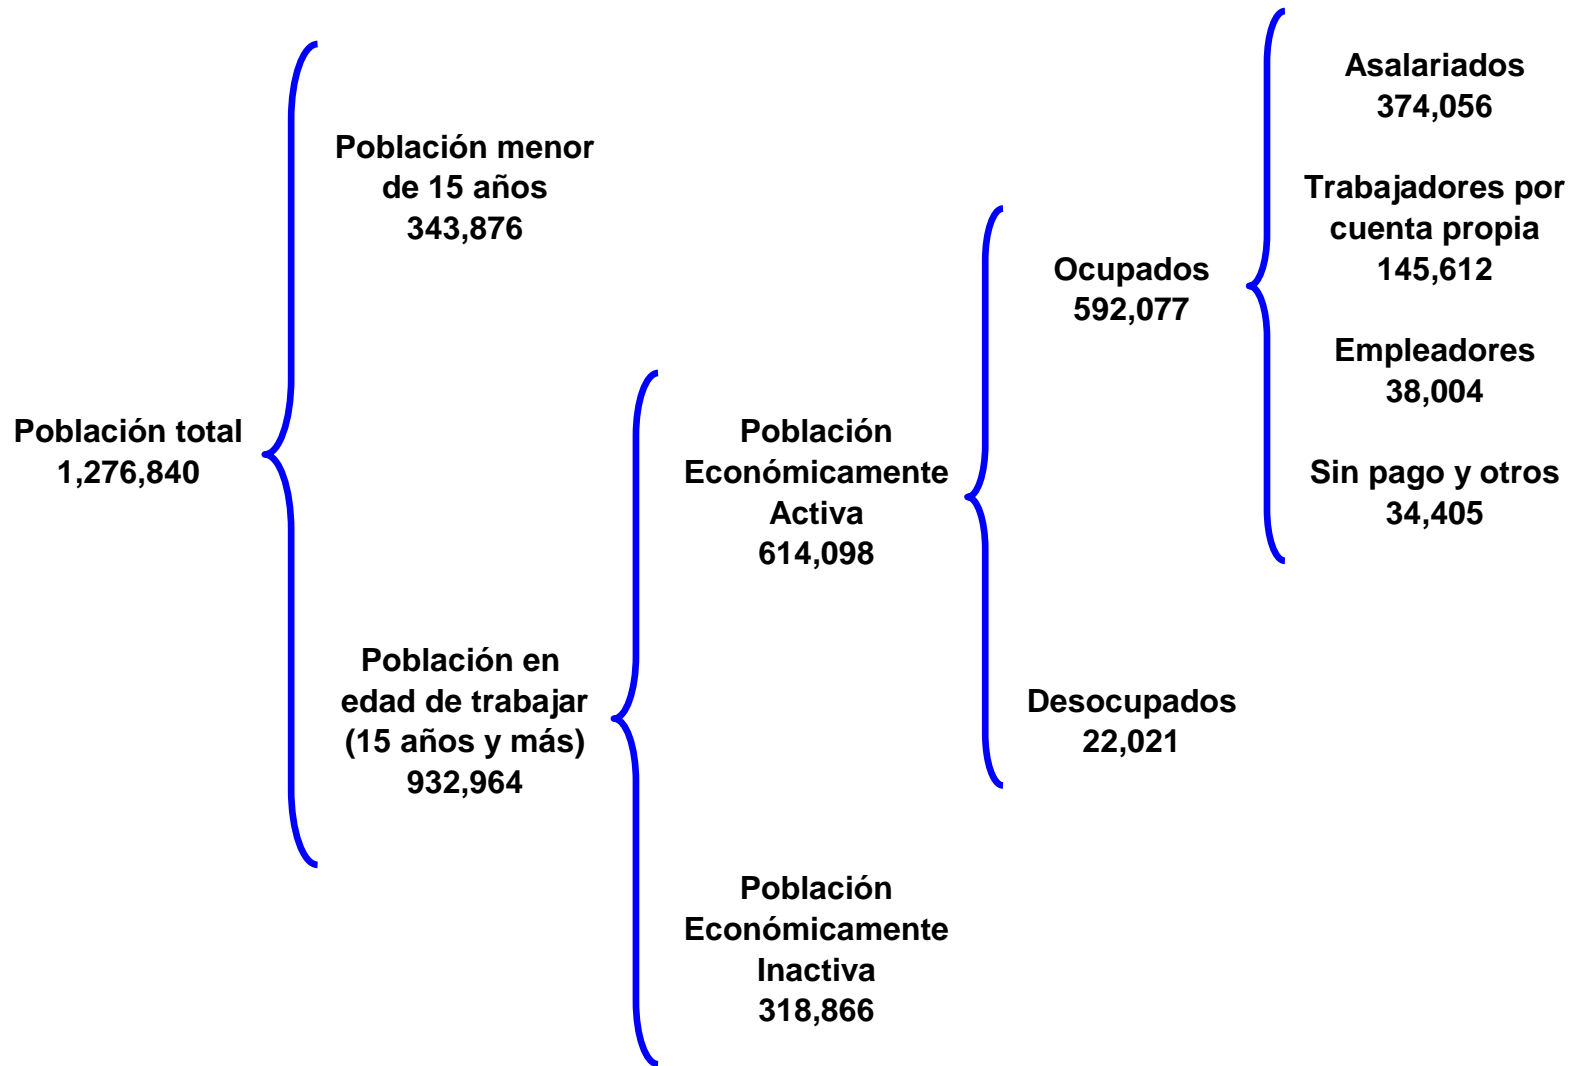 Población total
1,276,840
Población menor
de 15 años
343,876
Población en
edad de trabajar
(15 años y más)
932,964
Población
Económicamente
Activa
614,098
Población
Económicamente
Inactiva
318,866
Ocupados
592,077
Desocupados
22,021
Asalariados
374,056
Trabajadores por
cuenta propia
145,612
Empleadores
38,004
Sin pago y otros
34,405